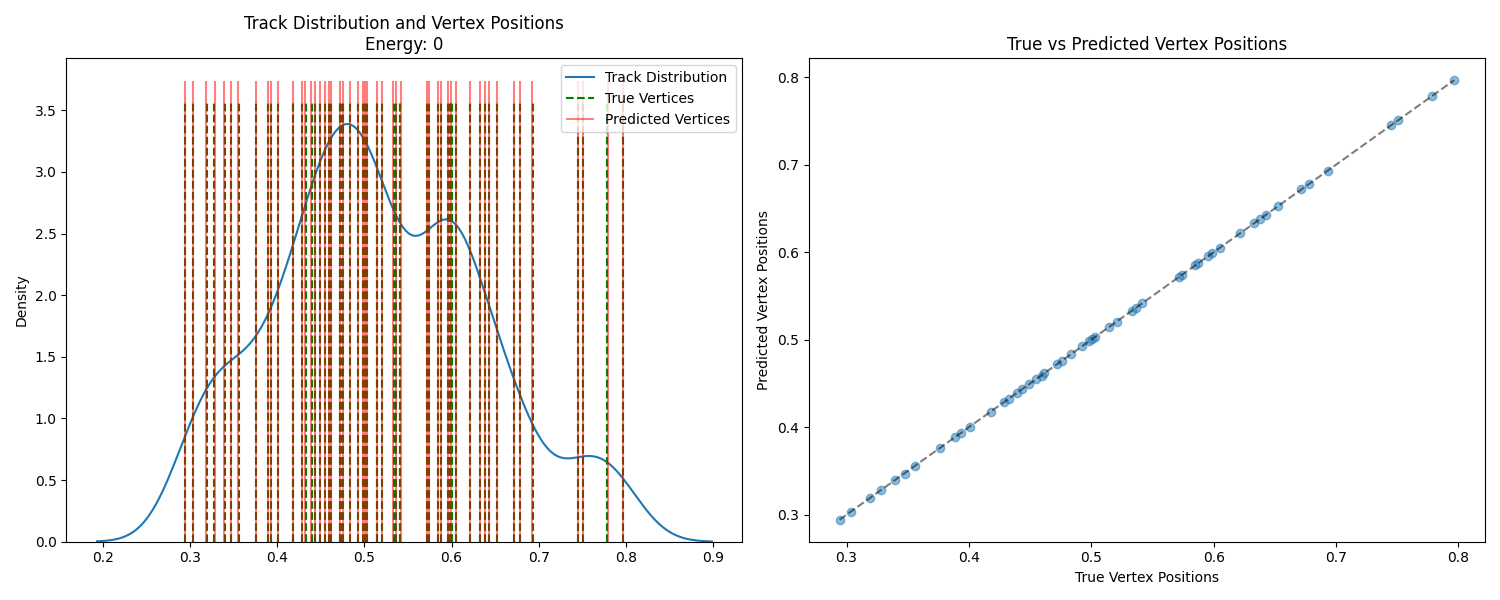 Track Distribution and Vertex Positions
Energy: 0
Track Distribution
True Vertices
Predicted Vertices
Density
3.5
3.0
2.5
2.0
1.5
1.0
0.5
0.0
0.2 0.3 0.4 0.5 0.6 0.7 0.8 0.9
True vs Predicted Vertex Positions
Predicted Vertex Positions
0.8
0.7
0.6
0.5
0.4
0.3
0.3 0.4 0.5 0.6 0.7 0.8
True Vertex Positions